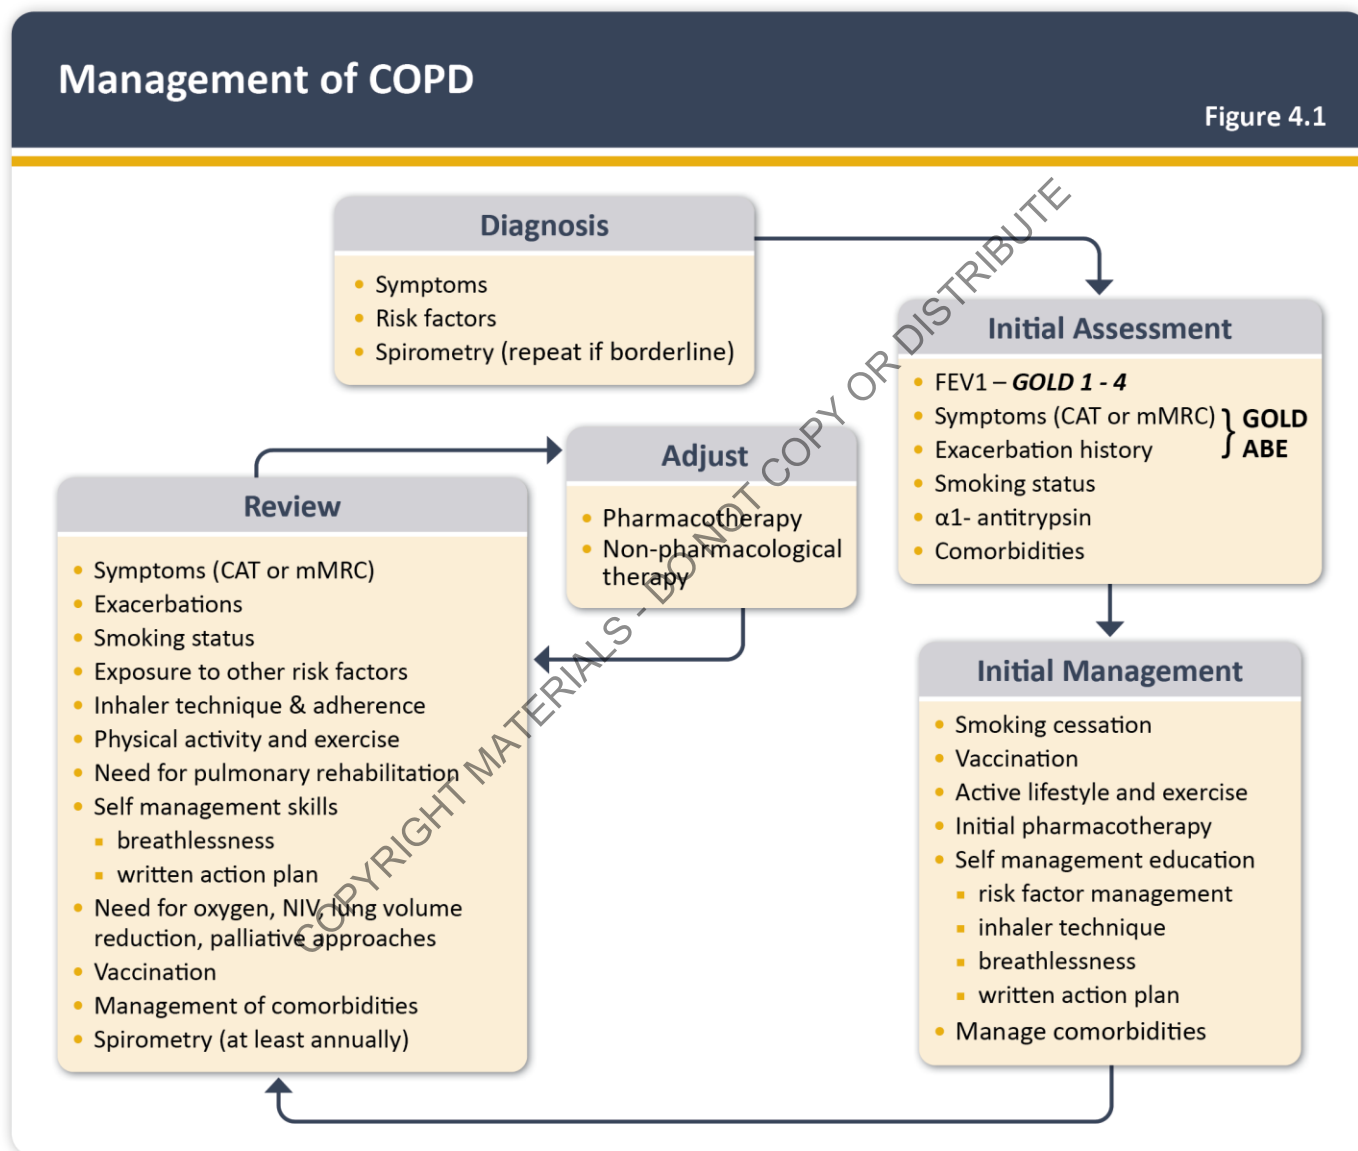 Management of COPD
Figure 4.1
Diagnosis
• Symptoms
• Risk factors
• Spirometry (repeat if borderline)
Initial Assessment
• FEV1 – GOLD 1 - 4
• Symptoms (CAT or mMRC)
• Exacerbation history
} GOLD
ABE
• Smoking status
• α1- antitrypsin
• Comorbidities
Initial Management
• Smoking cessation
• Vaccination
• Active lifestyle and exercise
• Initial pharmacotherapy
• Self management education
▪ risk factor management
▪ inhaler technique
▪ breathlessness
▪ written action plan
• Manage comorbidities
Review
• Symptoms (CAT or mMRC)
• Exacerbations
• Smoking status
• Exposure to other risk factors
• Inhaler technique & adherence
• Physical activity and exercise
• Need for pulmonary rehabilitation
• Self management skills
▪ breathlessness
▪ written action plan
• Need for oxygen, NIV, lung volume
reduction, palliative approaches
• Vaccination
• Management of comorbidities
• Spirometry (at least annually)
Adjust
• Pharmacotherapy
• Non-pharmacological
therapy
COPYRIGHT MATERIALS - DO NOT COPY OR DISTRIBUTE